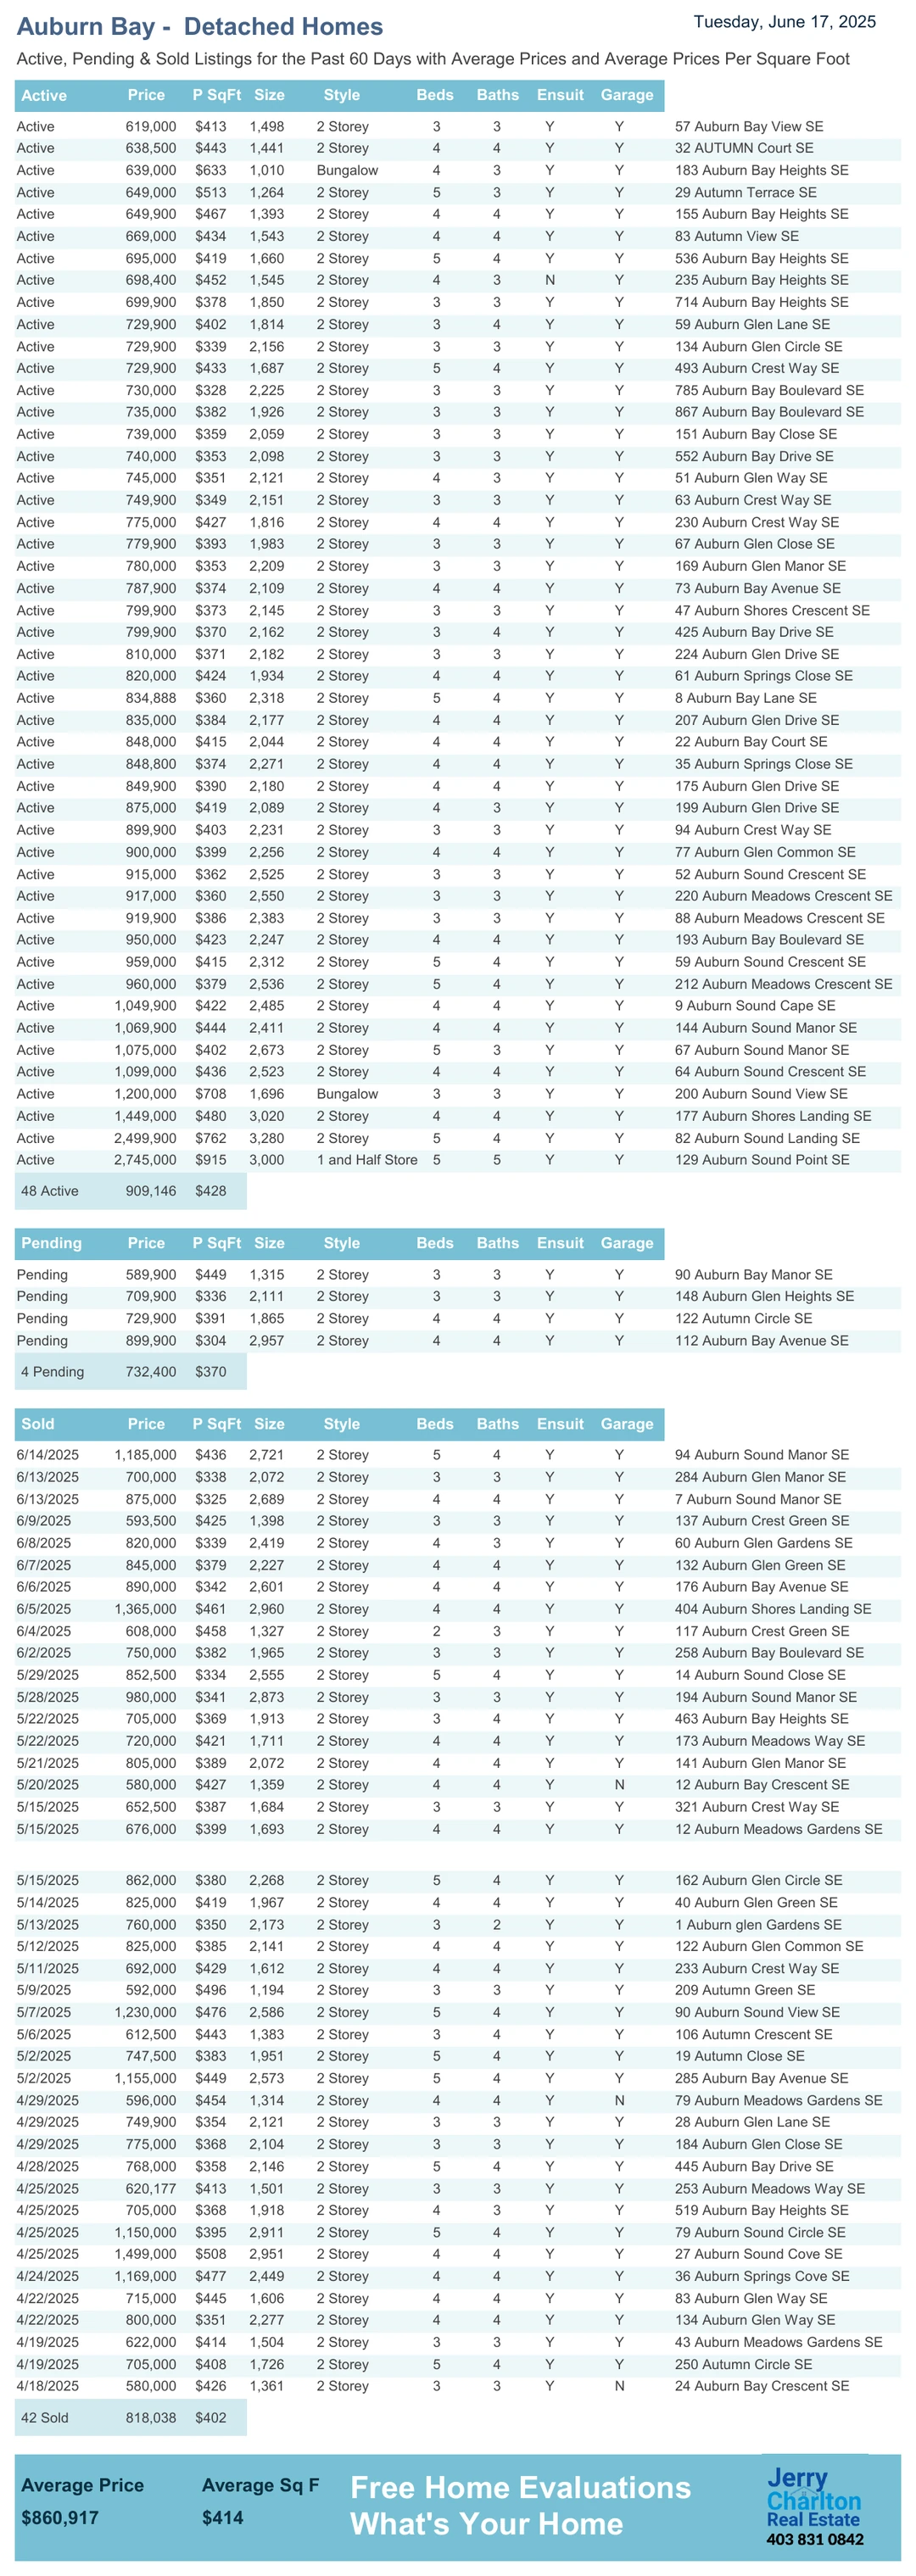 Auburn Bay - Detached Homes Tuesday, June 17, 2025
Active, Pending & Sold Listings for the Past 60 Days with Average Prices and Average Prices Per Square Foot
Active Price P SqFt Size Style Beds Baths Ensuit Garage
Active 619,000 $413 1,498 2 Storey 3 3 Y Y 57 Auburn Bay View SE
Active 638,500 $443 1,441 2 Storey 4 4 Y Y 32 AUTUMN Court SE
Active 639,000 $633 1,010 Bungalow 4 3 Y Y 183 Auburn Bay Heights SE
Active 649,000 $513 1,264 2 Storey 5 3 Y Y 29 Autumn Terrace SE
Active 649,900 $467 1,393 2 Storey 4 4 Y Y 155 Auburn Bay Heights SE
Active 669,000 $434 1,543 2 Storey 4 4 Y Y 83 Autumn View SE
Active 695,000 $419 1,660 2 Storey 5 4 Y Y 536 Auburn Bay Heights SE
Active 698,400 $452 1,545 2 Storey 4 3 N Y 235 Auburn Bay Heights SE
Active 699,900 $378 1,850 2 Storey 3 3 Y Y 714 Auburn Bay Heights SE
Active 729,900 $402 1,814 2 Storey 3 4 Y Y 59 Auburn Glen Lane SE
Active 729,900 $339 2,156 2 Storey 3 3 Y Y 134 Auburn Glen Circle SE
Active 729,900 $433 1,687 2 Storey 5 4 Y Y 493 Auburn Crest Way SE
Active 730,000 $328 2,225 2 Storey 3 3 Y Y 785 Auburn Bay Boulevard SE
Active 735,000 $382 1,926 2 Storey 3 3 Y Y 867 Auburn Bay Boulevard SE
Active 739,000 $359 2,059 2 Storey 3 3 Y Y 151 Auburn Bay Close SE
Active 740,000 $353 2,098 2 Storey 3 3 Y Y 552 Auburn Bay Drive SE
Active 745,000 $351 2,121 2 Storey 4 3 Y Y 51 Auburn Glen Way SE
Active 749,900 $349 2,151 2 Storey 3 3 Y Y 63 Auburn Crest Way SE
Active 775,000 $427 1,816 2 Storey 4 4 Y Y 230 Auburn Crest Way SE
Active 779,900 $393 1,983 2 Storey 3 3 Y Y 67 Auburn Glen Close SE
Active 780,000 $353 2,209 2 Storey 3 3 Y Y 169 Auburn Glen Manor SE
Active 787,900 $374 2,109 2 Storey 4 4 Y Y 73 Auburn Bay Avenue SE
Active 799,900 $373 2,145 2 Storey 3 3 Y Y 47 Auburn Shores Crescent SE
Active 799,900 $370 2,162 2 Storey 3 4 Y Y 425 Auburn Bay Drive SE
Active 810,000 $371 2,182 2 Storey 3 3 Y Y 224 Auburn Glen Drive SE
Active 820,000 $424 1,934 2 Storey 4 4 Y Y 61 Auburn Springs Close SE
Active 834,888 $360 2,318 2 Storey 5 4 Y Y 8 Auburn Bay Lane SE
Active 835,000 $384 2,177 2 Storey 4 4 Y Y 207 Auburn Glen Drive SE
Active 848,000 $415 2,044 2 Storey 4 4 Y Y 22 Auburn Bay Court SE
Active 848,800 $374 2,271 2 Storey 4 4 Y Y 35 Auburn Springs Close SE
Active 849,900 $390 2,180 2 Storey 4 4 Y Y 175 Auburn Glen Drive SE
Active 875,000 $419 2,089 2 Storey 4 3 Y Y 199 Auburn Glen Drive SE
Active 899,900 $403 2,231 2 Storey 3 3 Y Y 94 Auburn Crest Way SE
Active 900,000 $399 2,256 2 Storey 4 4 Y Y 77 Auburn Glen Common SE
Active 915,000 $362 2,525 2 Storey 3 3 Y Y 52 Auburn Sound Crescent SE
Active 917,000 $360 2,550 2 Storey 3 3 Y Y 220 Auburn Meadows Crescent SE
Active 919,900 $386 2,383 2 Storey 3 3 Y Y 88 Auburn Meadows Crescent SE
Active 950,000 $423 2,247 2 Storey 4 4 Y Y 193 Auburn Bay Boulevard SE
Active 959,000 $415 2,312 2 Storey 5 4 Y Y 59 Auburn Sound Crescent SE
Active 960,000 $379 2,536 2 Storey 5 4 Y Y 212 Auburn Meadows Crescent SE
Active 1,049,900 $422 2,485 2 Storey 4 4 Y Y 9 Auburn Sound Cape SE
Active 1,069,900 $444 2,411 2 Storey 4 4 Y Y 144 Auburn Sound Manor SE
Active 1,075,000 $402 2,673 2 Storey 5 3 Y Y 67 Auburn Sound Manor SE
Active 1,099,000 $436 2,523 2 Storey 4 4 Y Y 64 Auburn Sound Crescent SE
Active 1,200,000 $708 1,696 Bungalow 3 3 Y Y 200 Auburn Sound View SE
Active 1,449,000 $480 3,020 2 Storey 4 4 Y Y 177 Auburn Shores Landing SE
Active 2,499,900 $762 3,280 2 Storey 5 4 Y Y 82 Auburn Sound Landing SE
Active 2,745,000 $915 3,000 1 and Half Store 5 5 Y Y 129 Auburn Sound Point SE
48 Active 909,146 $428
Pending Price P SqFt Size Style Beds Baths Ensuit Garage
Pending 589,900 $449 1,315 2 Storey 3 3 Y Y 90 Auburn Bay Manor SE
Pending 709,900 $336 2,111 2 Storey 3 3 Y Y 148 Auburn Glen Heights SE
Pending 729,900 $391 1,865 2 Storey 4 4 Y Y 122 Autumn Circle SE
Pending 899,900 $304 2,957 2 Storey 4 4 Y Y 112 Auburn Bay Avenue SE
4 Pending 732,400 $370
Sold Price P SqFt Size Style Beds Baths Ensuit Garage
6/14/2025 1,185,000 $436 2,721 2 Storey 5 4 Y Y 94 Auburn Sound Manor SE
6/13/2025 700,000 $338 2,072 2 Storey 3 3 Y Y 284 Auburn Glen Manor SE
6/13/2025 875,000 $325 2,689 2 Storey 4 4 Y Y 7 Auburn Sound Manor SE
6/9/2025 593,500 $425 1,398 2 Storey 3 3 Y Y 137 Auburn Crest Green SE
6/8/2025 820,000 $339 2,419 2 Storey 4 3 Y Y 60 Auburn Glen Gardens SE
6/7/2025 845,000 $379 2,227 2 Storey 4 4 Y Y 132 Auburn Glen Green SE
6/6/2025 890,000 $342 2,601 2 Storey 4 4 Y Y 176 Auburn Bay Avenue SE
6/5/2025 1,365,000 $461 2,960 2 Storey 4 4 Y Y 404 Auburn Shores Landing SE
6/4/2025 608,000 $458 1,327 2 Storey 2 3 Y Y 117 Auburn Crest Green SE
6/2/2025 750,000 $382 1,965 2 Storey 3 3 Y Y 258 Auburn Bay Boulevard SE
5/29/2025 852,500 $334 2,555 2 Storey 5 4 Y Y 14 Auburn Sound Close SE
5/28/2025 980,000 $341 2,873 2 Storey 3 3 Y Y 194 Auburn Sound Manor SE
5/22/2025 705,000 $369 1,913 2 Storey 3 4 Y Y 463 Auburn Bay Heights SE
5/22/2025 720,000 $421 1,711 2 Storey 4 4 Y Y 173 Auburn Meadows Way SE
5/21/2025 805,000 $389 2,072 2 Storey 4 4 Y Y 141 Auburn Glen Manor SE
5/20/2025 580,000 $427 1,359 2 Storey 4 4 Y N 12 Auburn Bay Crescent SE
5/15/2025 652,500 $387 1,684 2 Storey 3 3 Y Y 321 Auburn Crest Way SE
5/15/2025 676,000 $399 1,693 2 Storey 4 4 Y Y 12 Auburn Meadows Gardens SE
5/15/2025 862,000 $380 2,268 2 Storey 5 4 Y Y 162 Auburn Glen Circle SE
5/14/2025 825,000 $419 1,967 2 Storey 4 4 Y Y 40 Auburn Glen Green SE
5/13/2025 760,000 $350 2,173 2 Storey 3 2 Y Y 1 Auburn glen Gardens SE
5/12/2025 825,000 $385 2,141 2 Storey 4 4 Y Y 122 Auburn Glen Common SE
5/11/2025 692,000 $429 1,612 2 Storey 4 4 Y Y 233 Auburn Crest Way SE
5/9/2025 592,000 $496 1,194 2 Storey 3 3 Y Y 209 Autumn Green SE
5/7/2025 1,230,000 $476 2,586 2 Storey 5 4 Y Y 90 Auburn Sound View SE
5/6/2025 612,500 $443 1,383 2 Storey 3 4 Y Y 106 Autumn Crescent SE
5/2/2025 747,500 $383 1,951 2 Storey 5 4 Y Y 19 Autumn Close SE
5/2/2025 1,155,000 $449 2,573 2 Storey 5 4 Y Y 285 Auburn Bay Avenue SE
4/29/2025 596,000 $454 1,314 2 Storey 4 4 Y N 79 Auburn Meadows Gardens SE
4/29/2025 749,900 $354 2,121 2 Storey 3 3 Y Y 28 Auburn Glen Lane SE
4/29/2025 775,000 $368 2,104 2 Storey 3 3 Y Y 184 Auburn Glen Close SE
4/28/2025 768,000 $358 2,146 2 Storey 5 4 Y Y 445 Auburn Bay Drive SE
4/25/2025 620,177 $413 1,501 2 Storey 3 3 Y Y 253 Auburn Meadows Way SE
4/25/2025 705,000 $368 1,918 2 Storey 4 3 Y Y 519 Auburn Bay Heights SE
4/25/2025 1,150,000 $395 2,911 2 Storey 5 4 Y Y 79 Auburn Sound Circle SE
4/25/2025 1,499,000 $508 2,951 2 Storey 4 4 Y Y 27 Auburn Sound Cove SE
4/24/2025 1,169,000 $477 2,449 2 Storey 4 4 Y Y 36 Auburn Springs Cove SE
4/22/2025 715,000 $445 1,606 2 Storey 4 4 Y Y 83 Auburn Glen Way SE
4/22/2025 800,000 $351 2,277 2 Storey 4 4 Y Y 134 Auburn Glen Way SE
4/19/2025 622,000 $414 1,504 2 Storey 3 3 Y Y 43 Auburn Meadows Gardens SE
4/19/2025 705,000 $408 1,726 2 Storey 5 4 Y Y 250 Autumn Circle SE
4/18/2025 580,000 $426 1,361 2 Storey 3 3 Y N 24 Auburn Bay Crescent SE
42 Sold 818,038 $402
Average Price Average Sq F
$860,917 $414
Free Home Evaluations
What's Your Home
Jerry
Charlton
Real Estate
403 831 0842